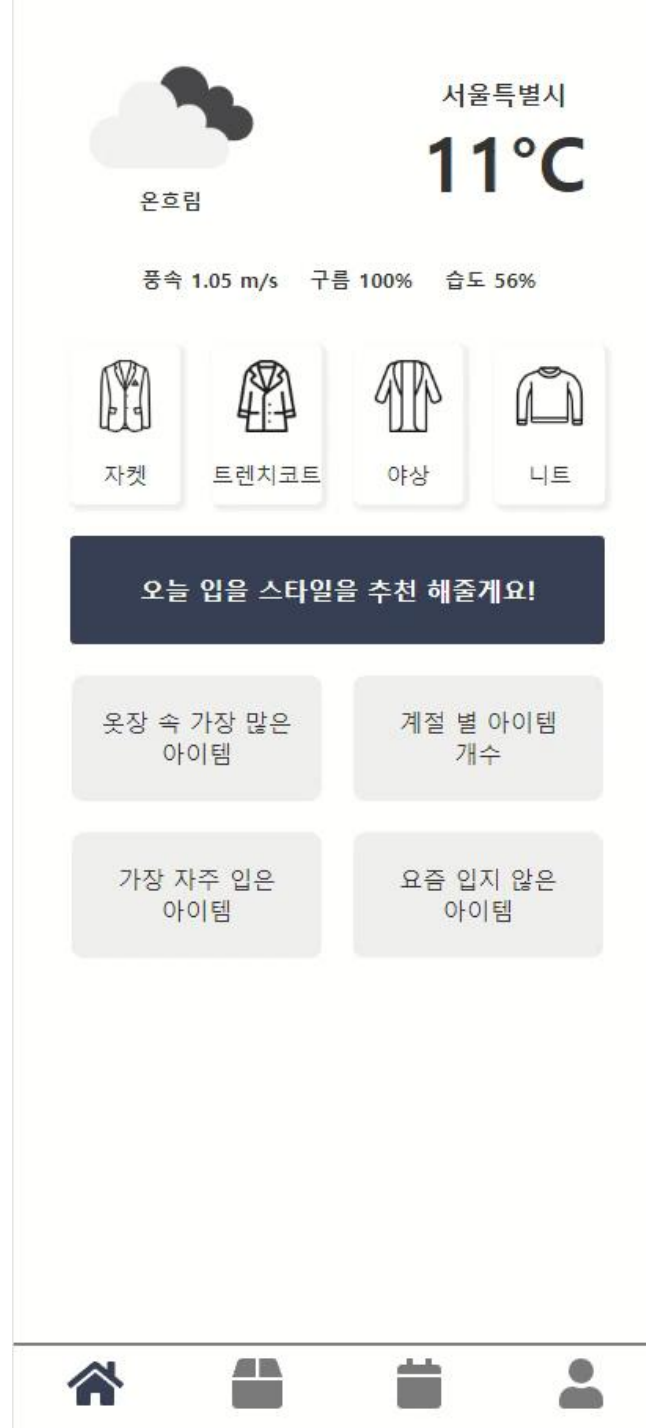 서울특별시
11°C
온흐림
풍속 1.05 m/s 구름 100% 습도 56%
자켓 트렌치코트 야상 니트
오늘 입을 스타일을 추천 해줄게요!
옷장 속 가장 많은
아이템
계절 별 아이템
개수
가장 자주 입은
아이템
요즘 입지 않은
아이템